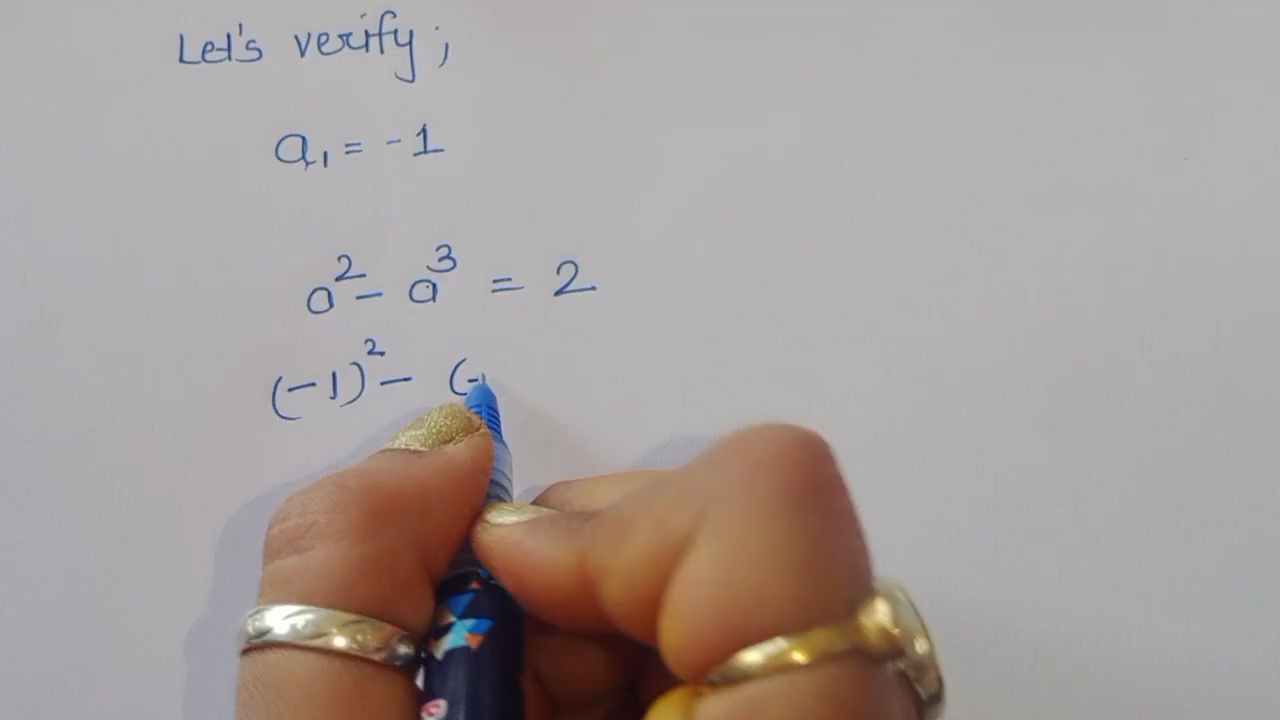 Let's verify;
a₁ = -1
a² - a³ = 2
(-1)² - (-